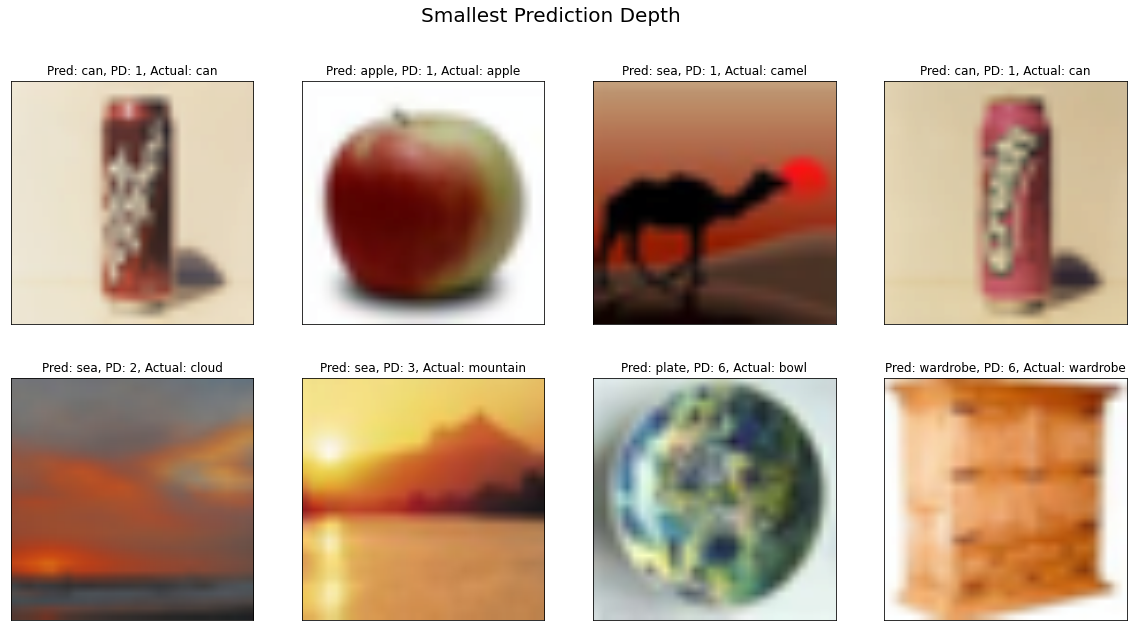 Smallest Prediction Depth
Pred: can, PD: 1, Actual: can
Pred: apple, PD: 1, Actual: apple
Pred: sea, PD: 1, Actual: camel
Pred: can, PD: 1, Actual: can
Pred: sea, PD: 2, Actual: cloud
Pred: sea, PD: 3, Actual: mountain
Pred: plate, PD: 6, Actual: bowl
Pred: wardrobe, PD: 6, Actual: wardrobe